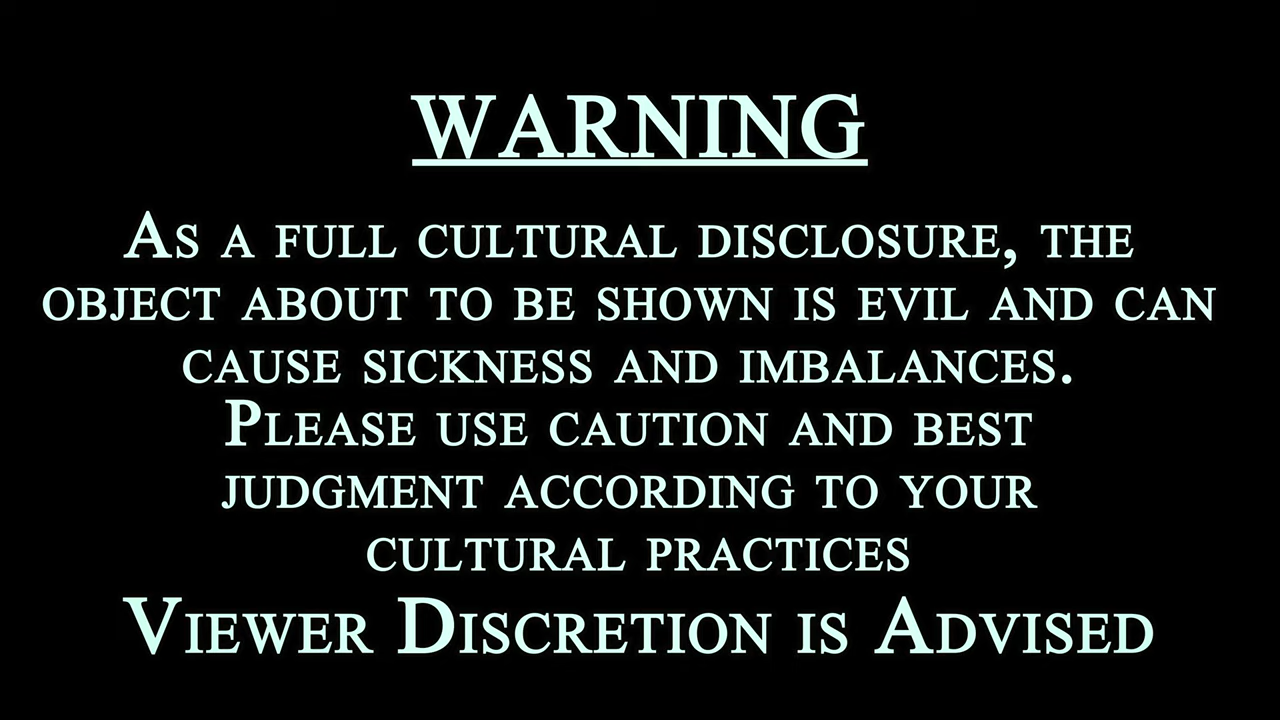 WARNING
As a full cultural disclosure, the
object about to be shown is evil and can
cause sickness and imbalances.
Please use caution and best
judgment according to your
cultural practices
Viewer Discretion is Advised